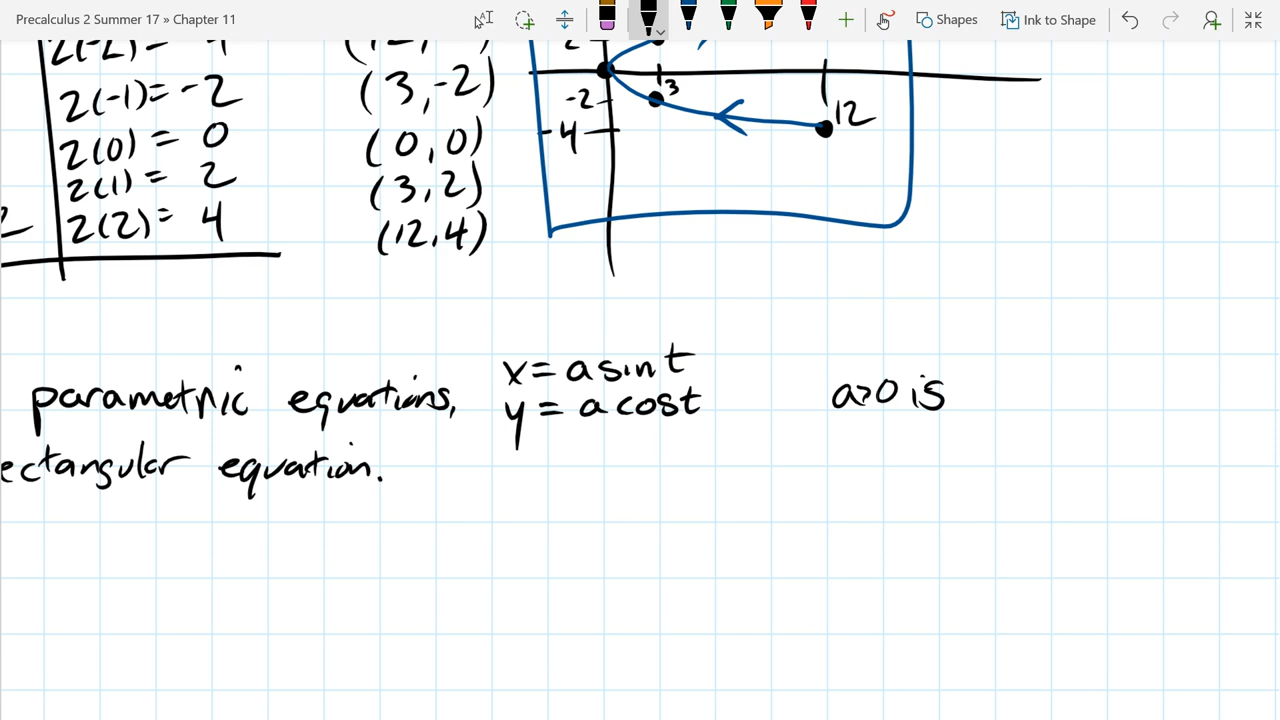 Precalculus 2 Summer 17 » Chapter 11
Shapes
Ink to Shape
2(-1)= -2
(3,-2)
2(0) = 0
(0,0)
2(1) = 2
(3,2)
2(2)= 4
(12,4)
3
-2
-4
12
parametric equations,
x= a sin t
y = a cos t
a>0 is
ectangular equation.